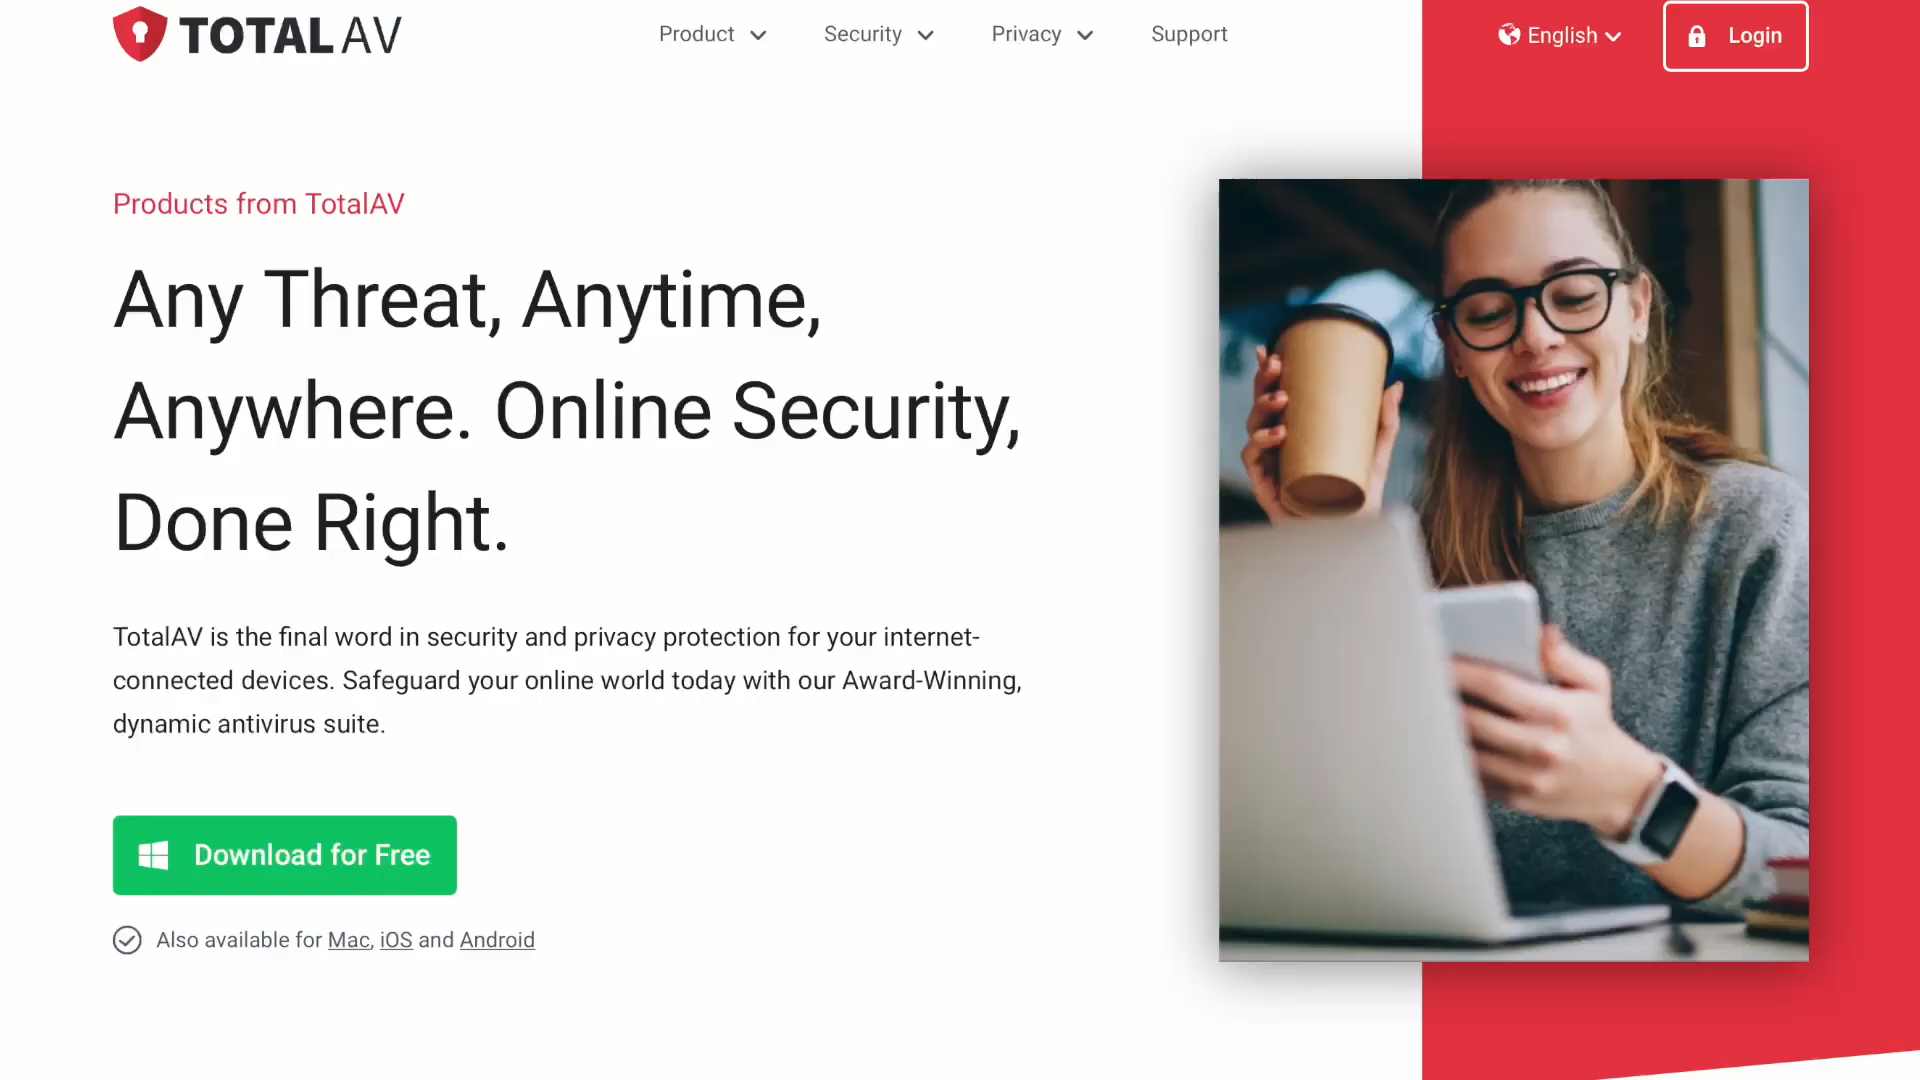 TOTAL AV
Product
Security
Privacy
Support
English
Login
Products from TotalAV
Any Threat, Anytime,
Anywhere. Online Security,
Done Right.
TotalAV is the final word in security and privacy protection for your internet-
connected devices. Safeguard your online world today with our Award-Winning,
dynamic antivirus suite.
Download for Free
Also available for Mac, iOS and Android